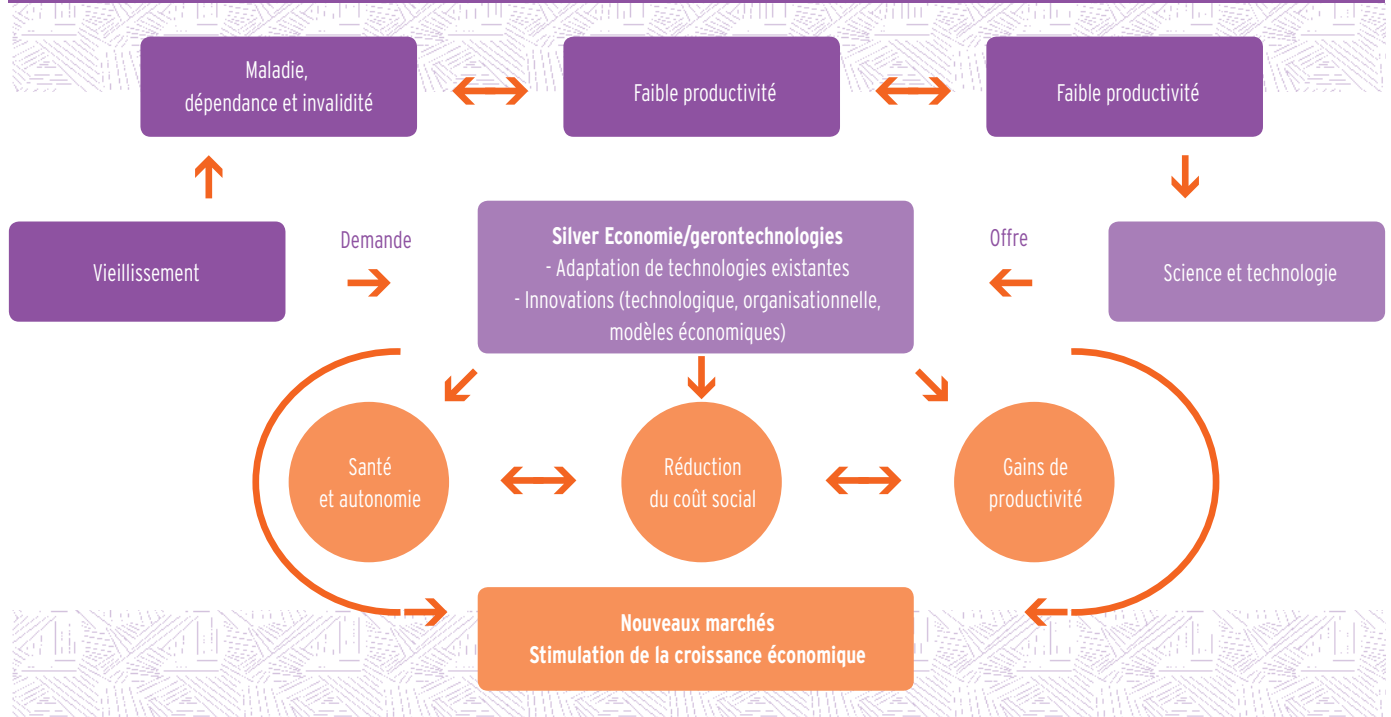 Maladie,
dépendance et invalidité
Faible productivité
Faible productivité
Vieillissement
Demande
Silver Economie/gerontechnologies
- Adaptation de technologies existantes
- Innovations (technologique, organisationnelle,
modèles économiques)
Offre
Science et technologie
Santé
et autonomie
Réduction
du coût social
Gains de
productivité
Nouveaux marchés
Stimulation de la croissance économique